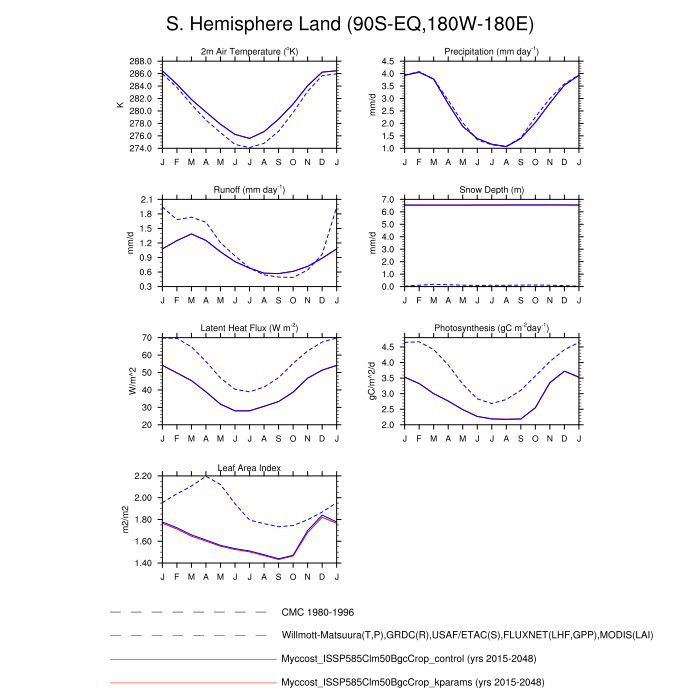 S. Hemisphere Land (90S-EQ,180W-180E)
2m Air Temperature (°K)
288.0
286.0
284.0
282.0
280.0
278.0
276.0
274.0
K
J F M A M J J A S O N D J
Precipitation (mm day⁻¹)
4.5
4.0
3.5
3.0
2.5
2.0
1.5
1.0
mm/d
J F M A M J J A S O N D J
Runoff (mm day⁻¹)
2.1
1.8
1.5
1.2
0.9
0.6
0.3
mm/d
J F M A M J J A S O N D J
Snow Depth (m)
7.0
6.0
5.0
4.0
3.0
2.0
1.0
0.0
mm/d
J F M A M J J A S O N D J
Latent Heat Flux (W m⁻²)
70
60
50
40
30
20
W/m^2
J F M A M J J A S O N D J
Photosynthesis (gC m⁻²day⁻¹)
4.5
4.0
3.5
3.0
2.5
2.0
gC/m^2/d
J F M A M J J A S O N D J
Leaf Area Index
2.20
2.00
1.80
1.60
1.40
m2/m2
J F M A M J J A S O N D J
CMC 1980-1996
Willmott-Matsuura(T,P),GRDC(R),USAF/ETAC(S),FLUXNET(LHF,GPP),MODIS(LAI)
Myccost_ISSP585Clm50BgcCrop_control (yrs 2015-2048)
Myccost_ISSP585Clm50BgcCrop_kparams (yrs 2015-2048)